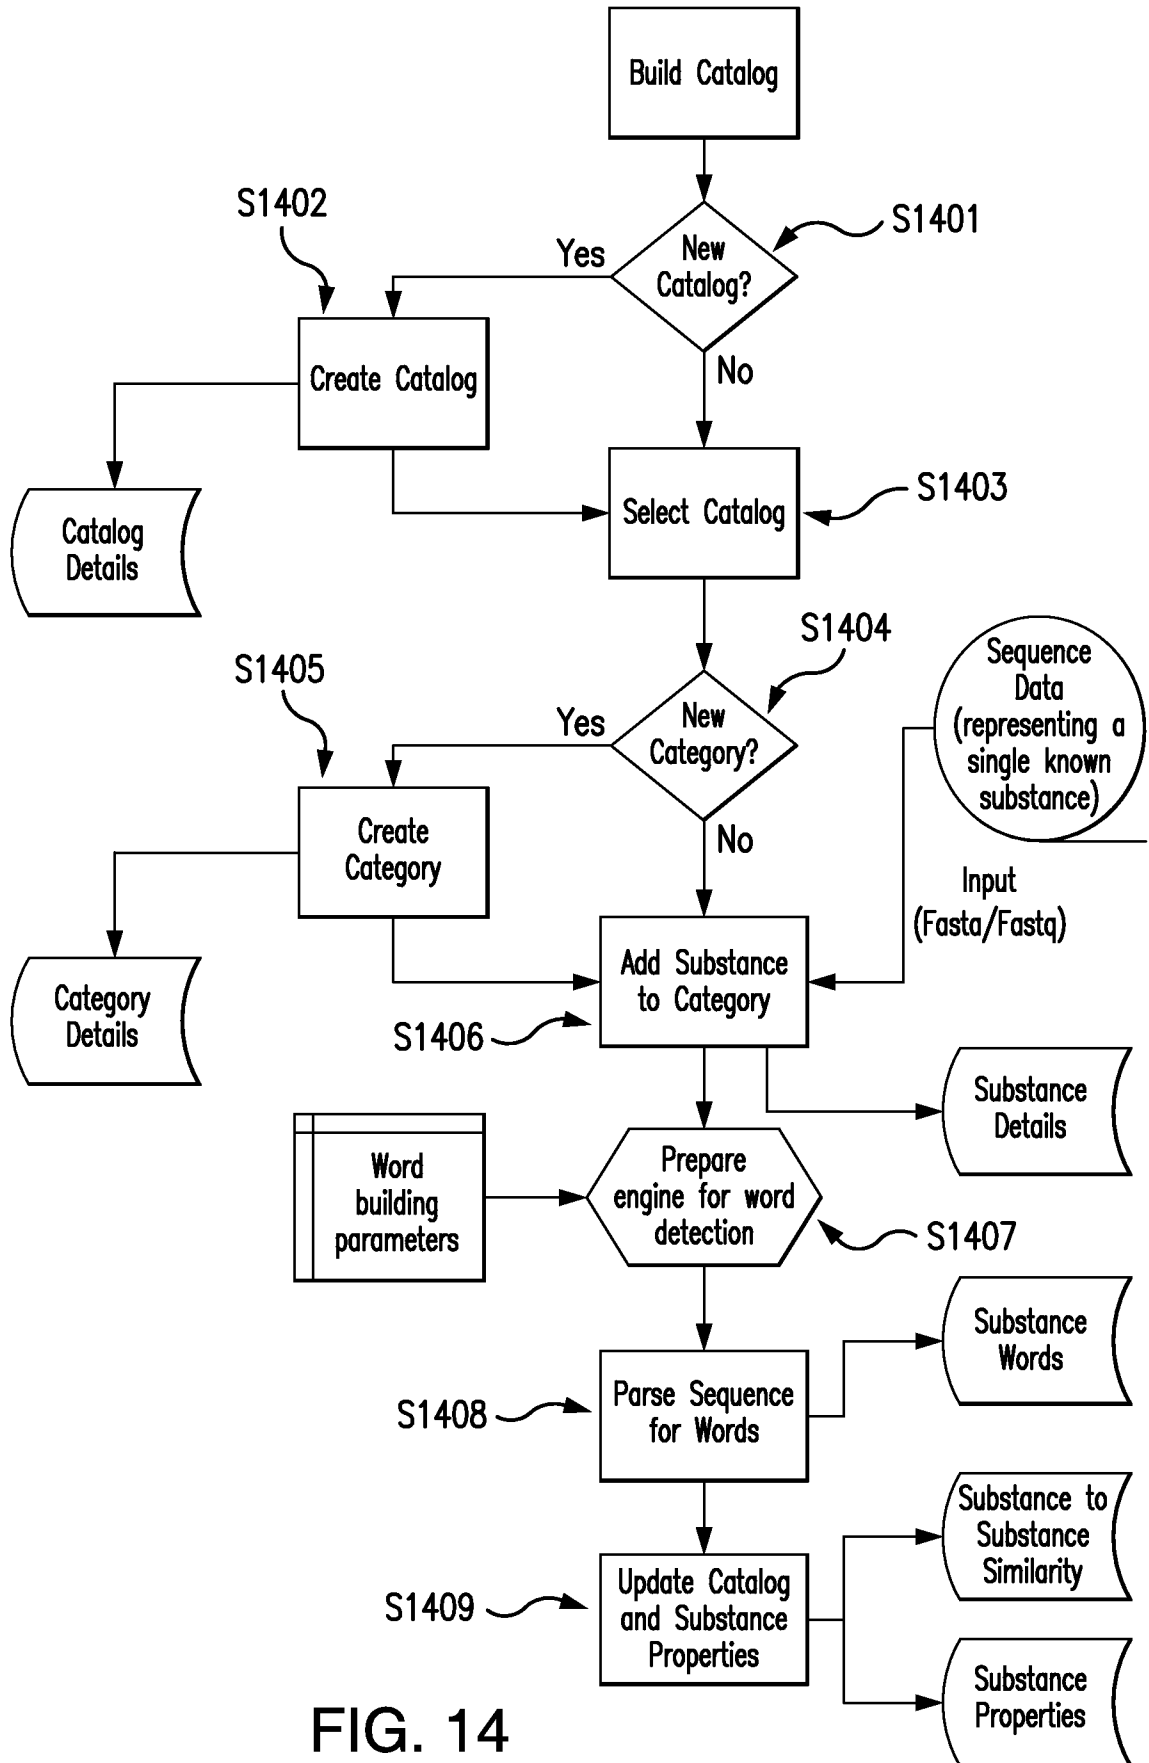 Build Catalog
S1402
S1401
Yes
New
Catalog?
Create Catalog
No
S1403
Select Catalog
Catalog
Details
S1404
Sequence
Data
(representing a
single known
substance)
S1405
Yes
New
Category?
Create
Category
No
Input
(Fasta/Fastq)
Add Substance
to Category
Category
Details
S1406
Substance
Details
Word
building
parameters
Prepare
engine for word
detection
S1407
Substance
Words
Parse Sequence
for Words
S1408
Substance to
Substance
Similarity
Update Catalog
and Substance
Properties
S1409
Substance
Properties
FIG. 14